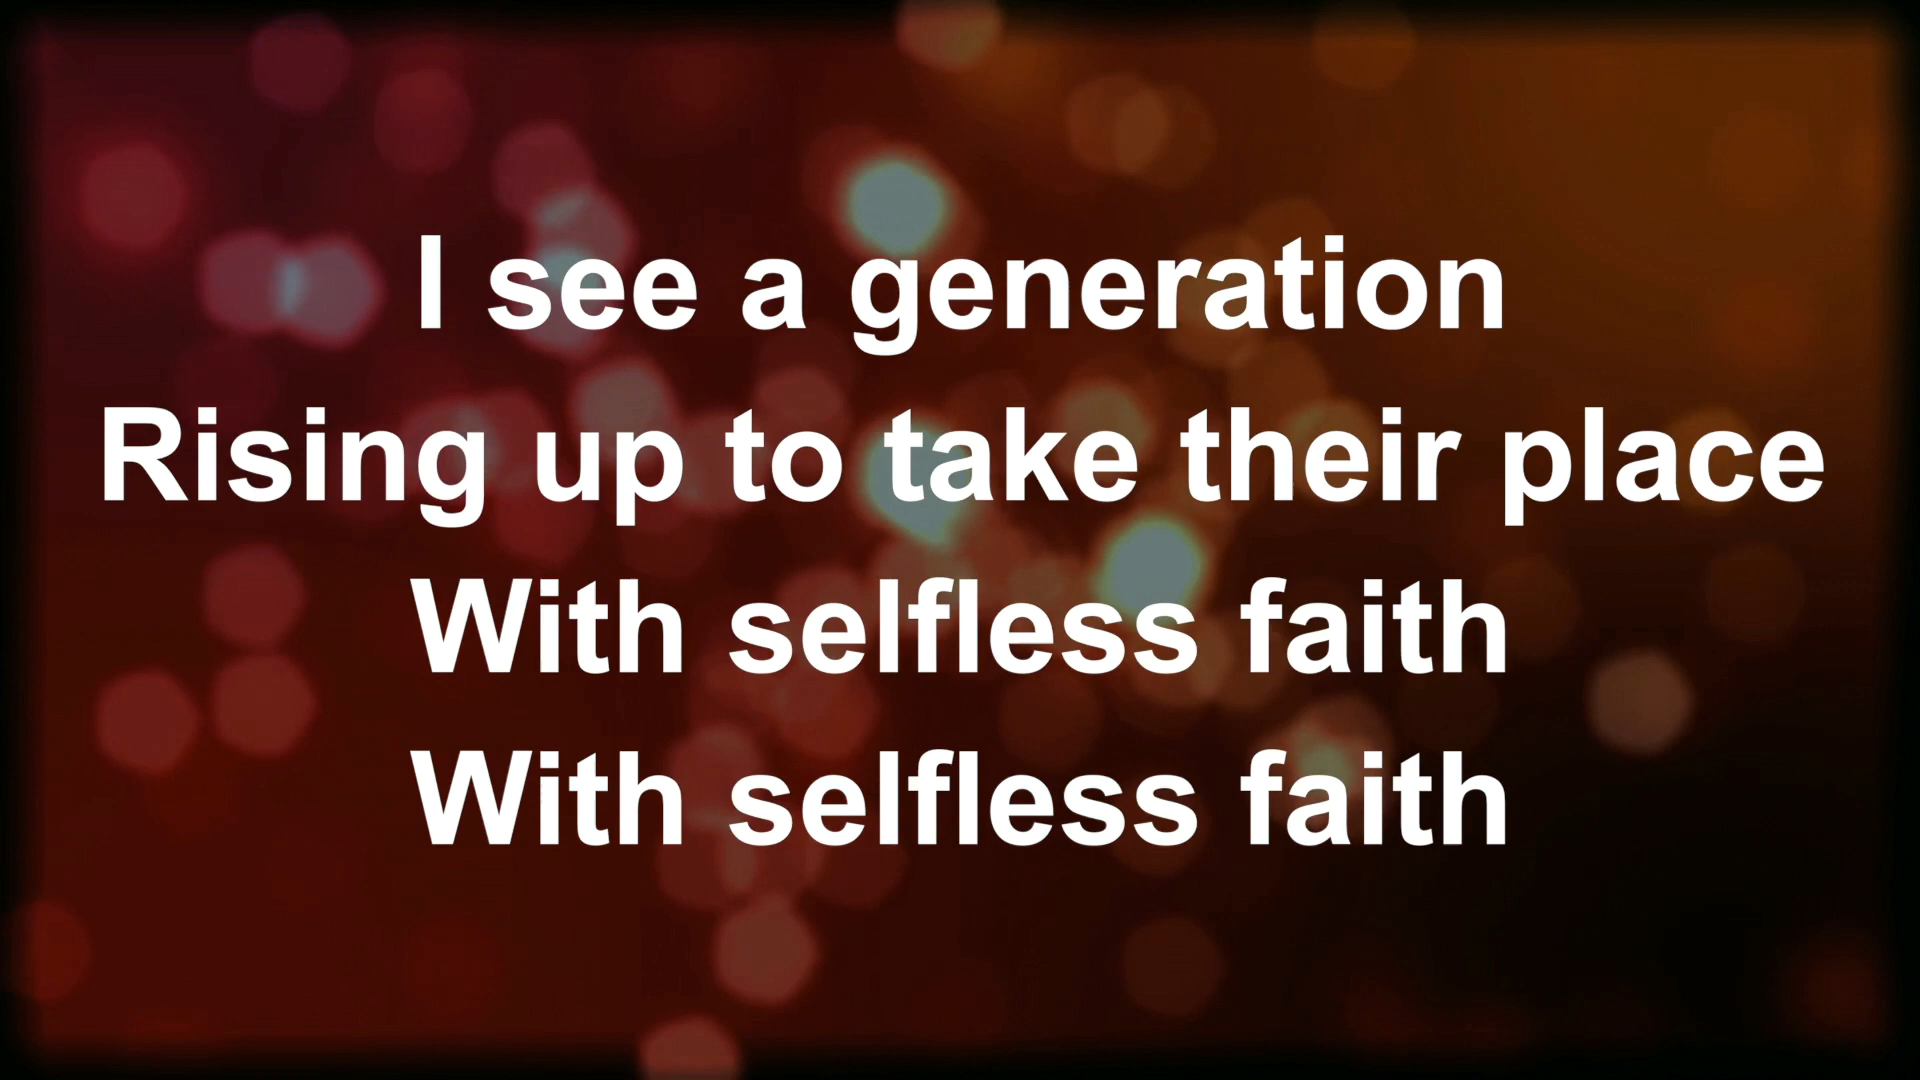 I see a generation
Rising up to take their place
With selfless faith
With selfless faith